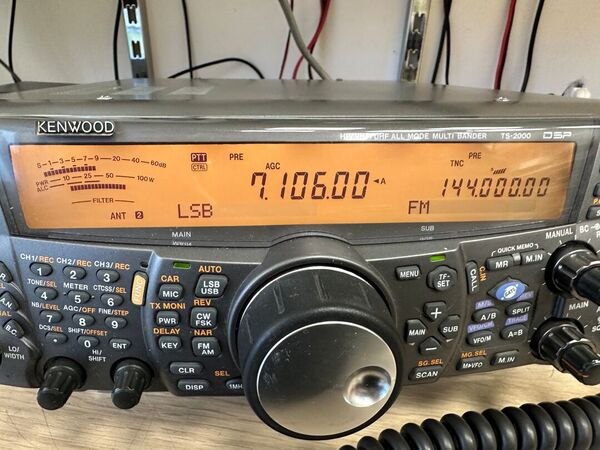 KENWOOD
HF/VHF/UHF ALL MODE MULTI BANDER TS-2000 DSP
S 1 3 5 7 9 20 40 60dB
PWR 10 25 50 100W
ALC
FILTER
ANT 2
PTT
CTRL
PRE
AGC
7.106.00 ◄A
LSB
PRE
TNC
144.000.00
FM
MAIN
SUB
CH1/REC CH2/REC CH3/REC
1 2 3
TONE/SEL METER CTCSS/SEL
4 5 6
NB/LEVEL AGC/OFF FINE/STEP
7 8 9
DCS/SEL SHIFT/OFFSET
0 ENT
HI/SHIFT
LO/WIDTH
B.C.
CAR
MIC
TX MONI
PWR
DELAY
KEY
AUTO
LSB
USB
REV
CW
FSK
NAR
FM
AM
CLR
SEL
DISP
1MHz
MENU
TF-SET
+
MAIN
SUB
-
SG.SEL
SCAN
QUICK MEMO
MR
M.IN
CALL
C.IN
SPLIT
A/B
A=B
VFO/M
MG.SEL
M▶VFO
M.IN
MANUAL
BC